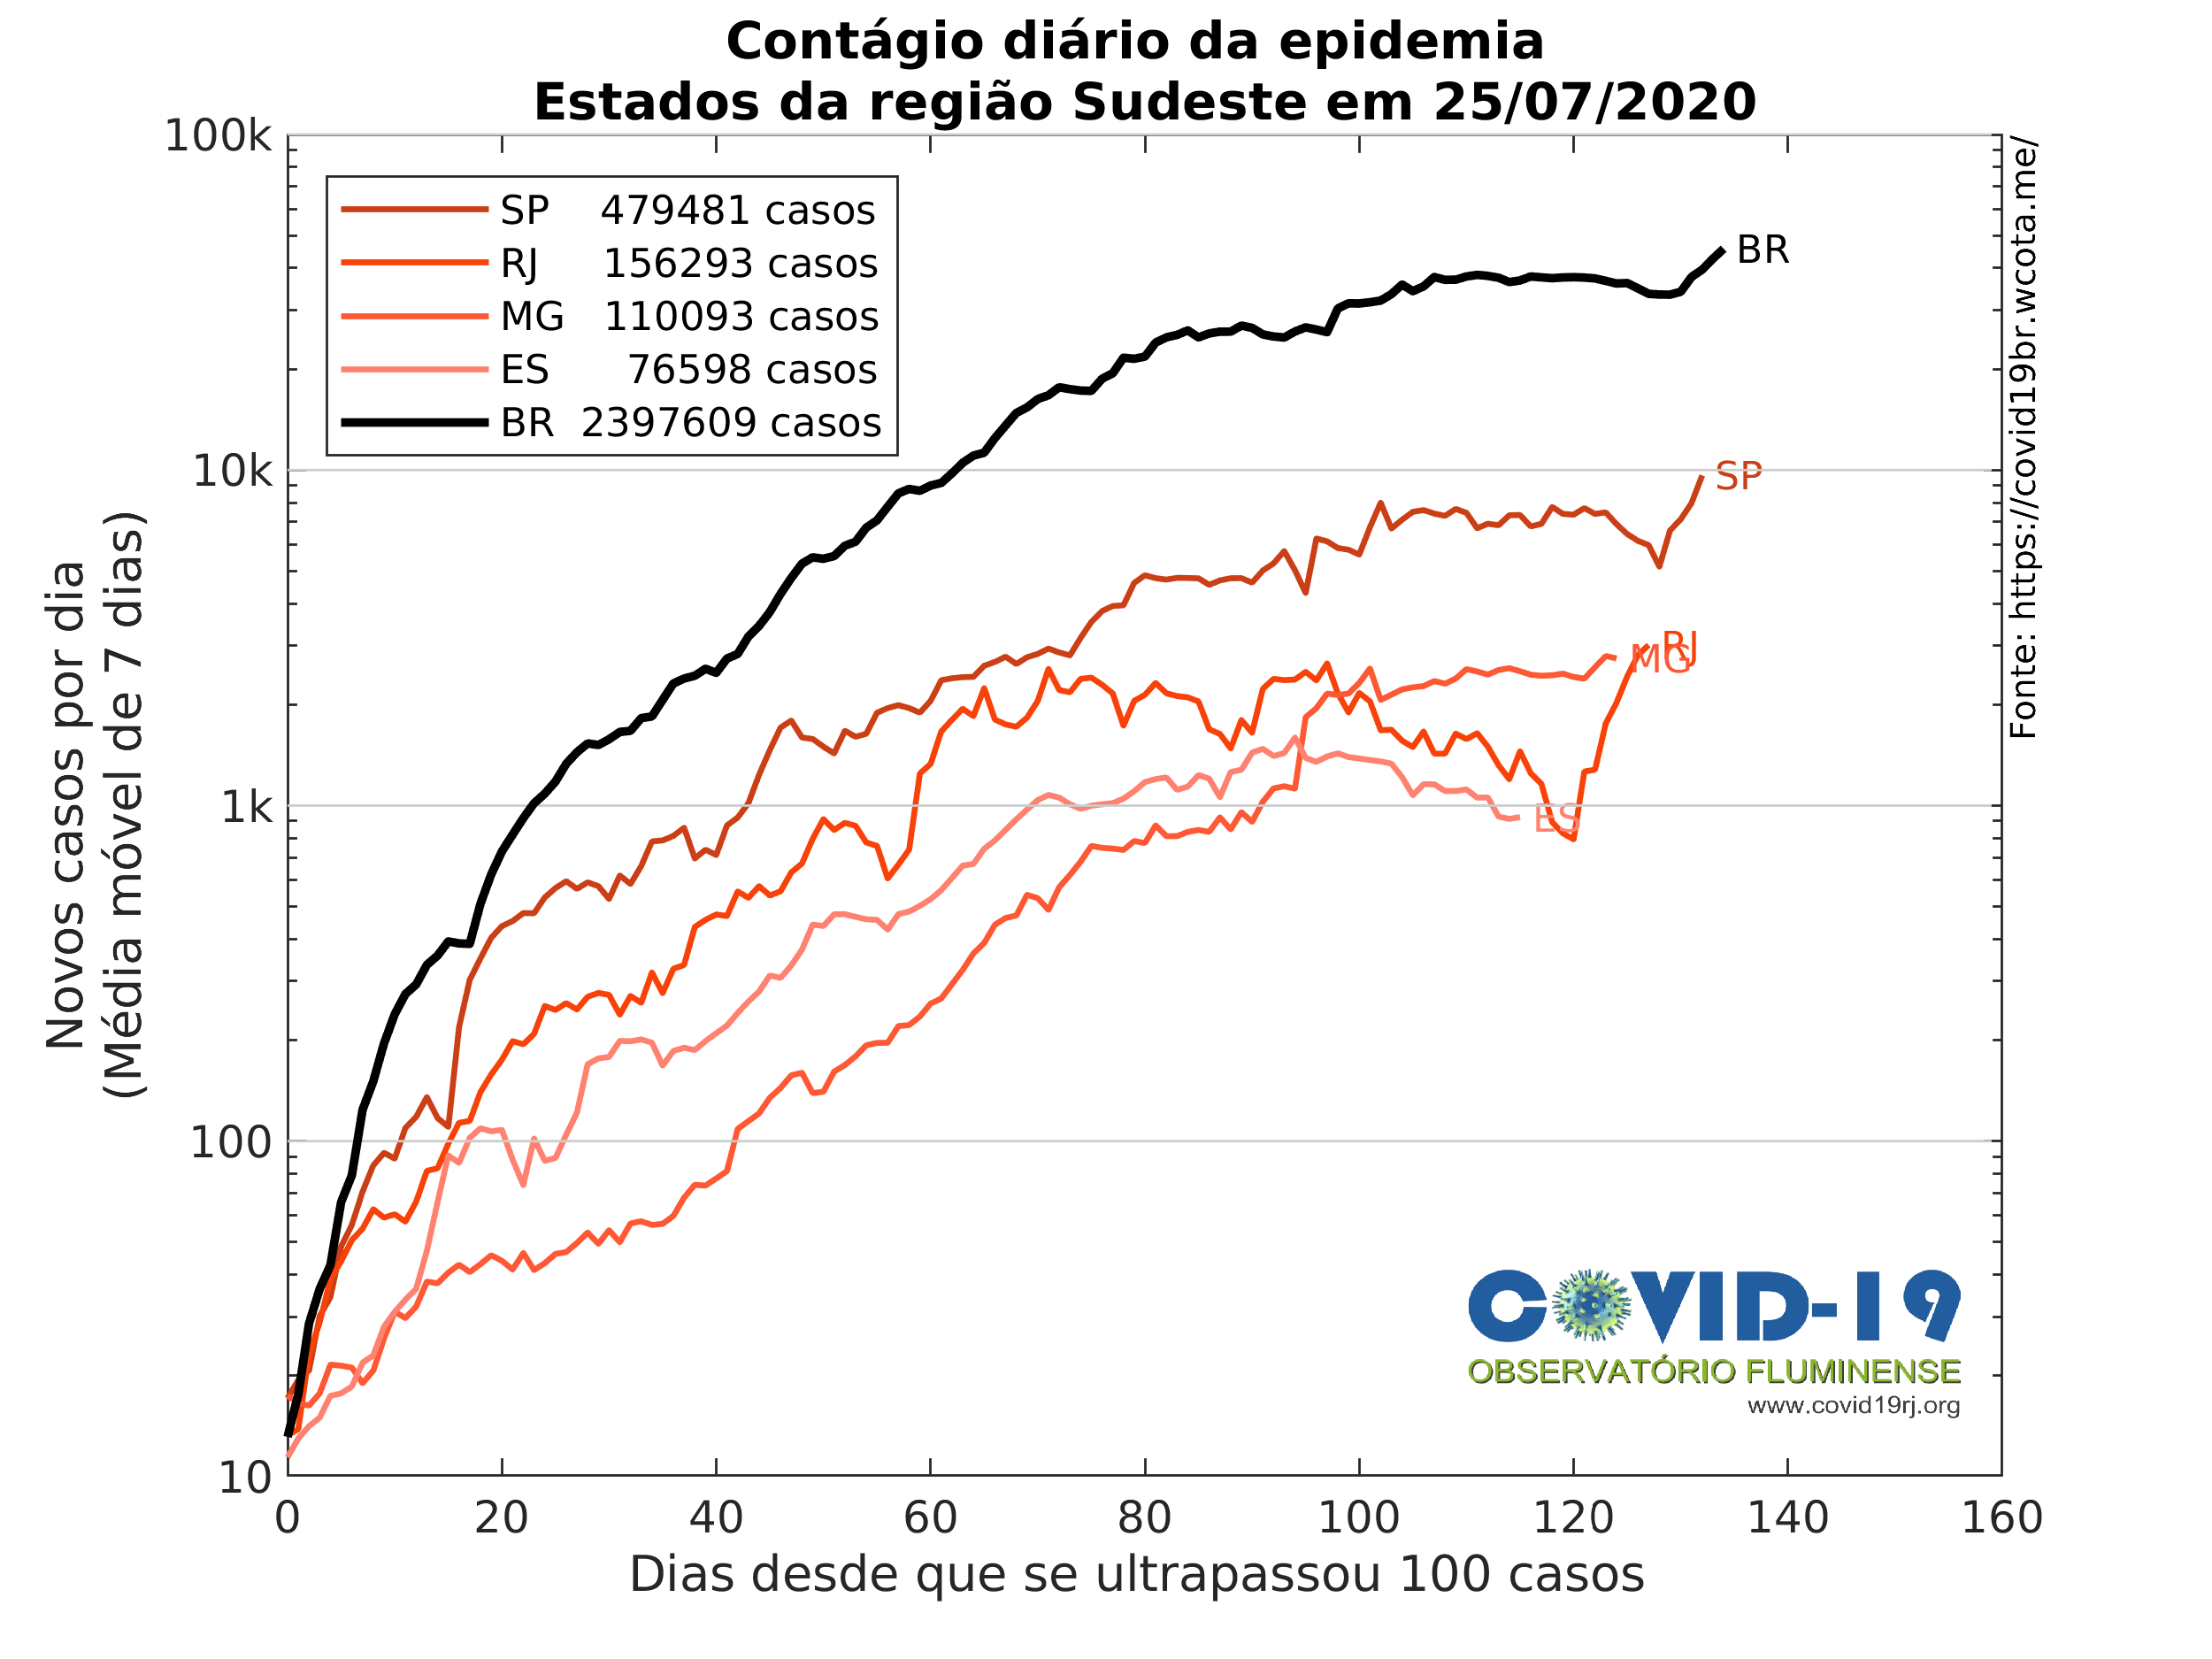 Contágio diário da epidemia
Estados da região Sudeste em 25/07/2020
100k
10k
1k
100
10
Novos casos por dia
(Média móvel de 7 dias)
SP 479481 casos
RJ 156293 casos
MG 110093 casos
ES 76598 casos
BR 2397609 casos
BR
SP
RJ
MG
ES
Fonte: https://covid19br.wcota.me/
COVID-19
OBSERVATÓRIO FLUMINENSE
www.covid19rj.org
0 20 40 60 80 100 120 140 160
Dias desde que se ultrapassou 100 casos